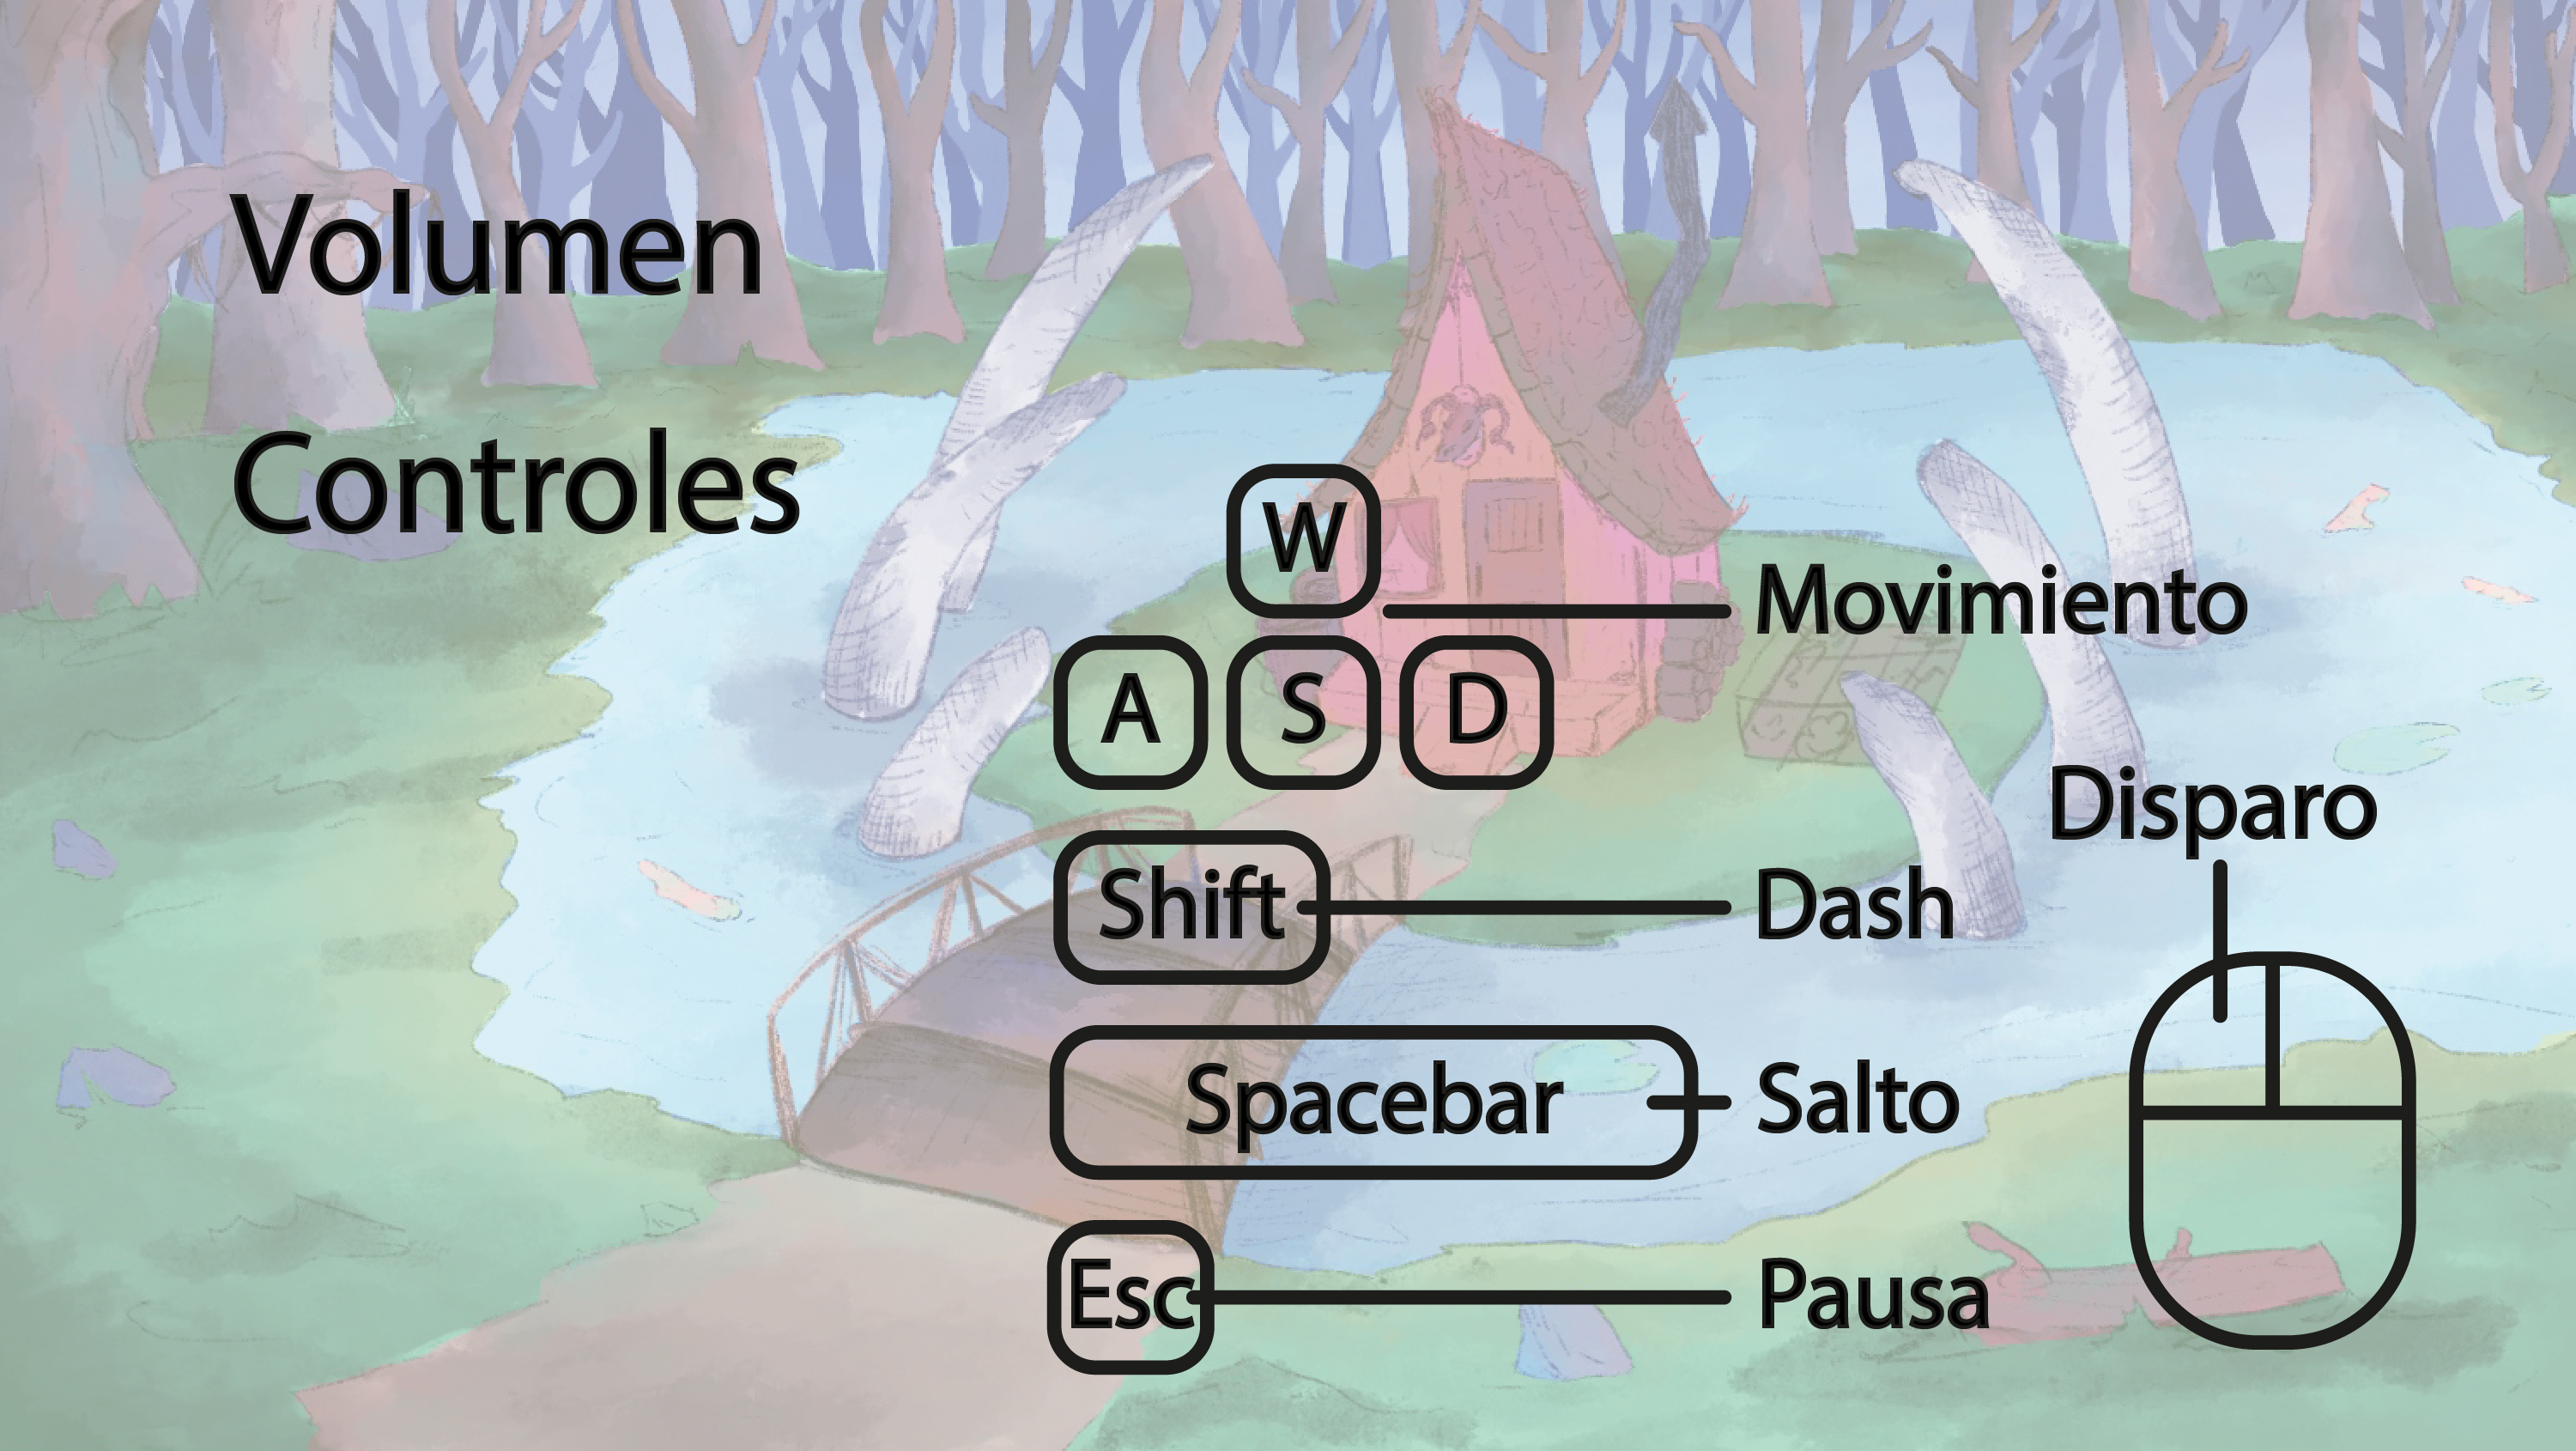 Volumen
Controles
W
Movimiento
A S D
Disparo
Shift
Dash
Spacebar
Salto
Esc
Pausa